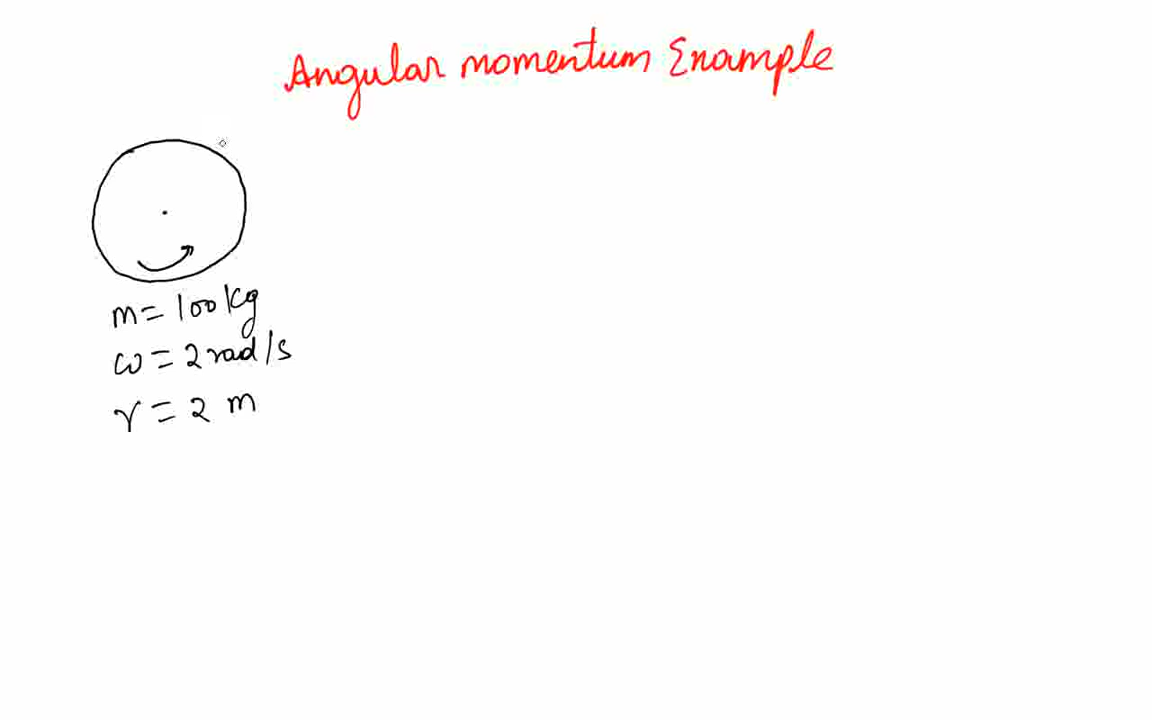 Angular momentum Example
m = 100 kg
ω = 2 rad/s
r = 2 m